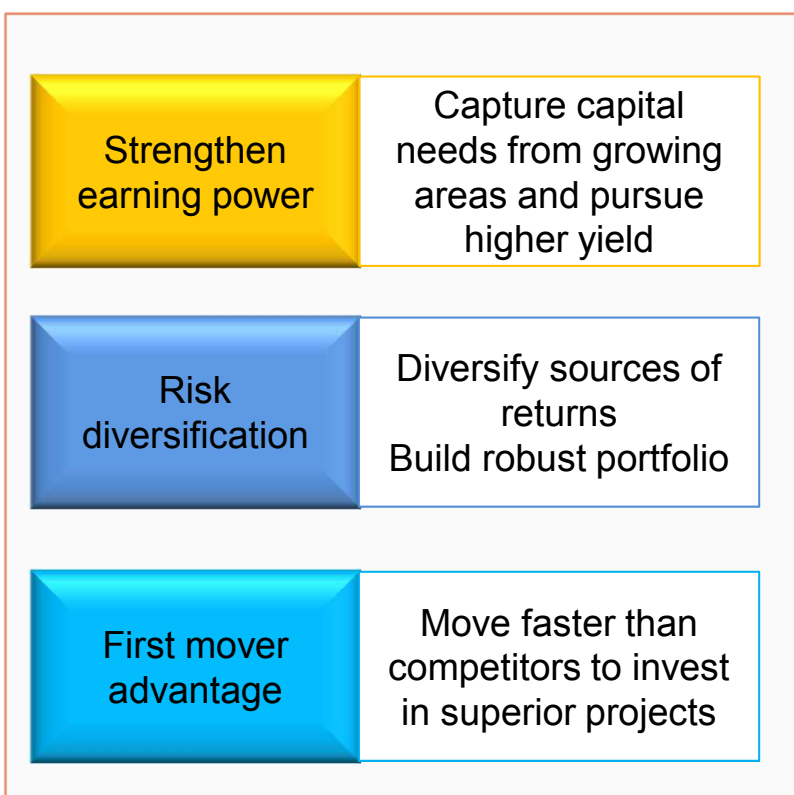 Strengthen
earning power
Capture capital
needs from growing
areas and pursue
higher yield
Risk
diversification
Diversify sources of
returns
Build robust portfolio
First mover
advantage
Move faster than
competitors to invest
in superior projects